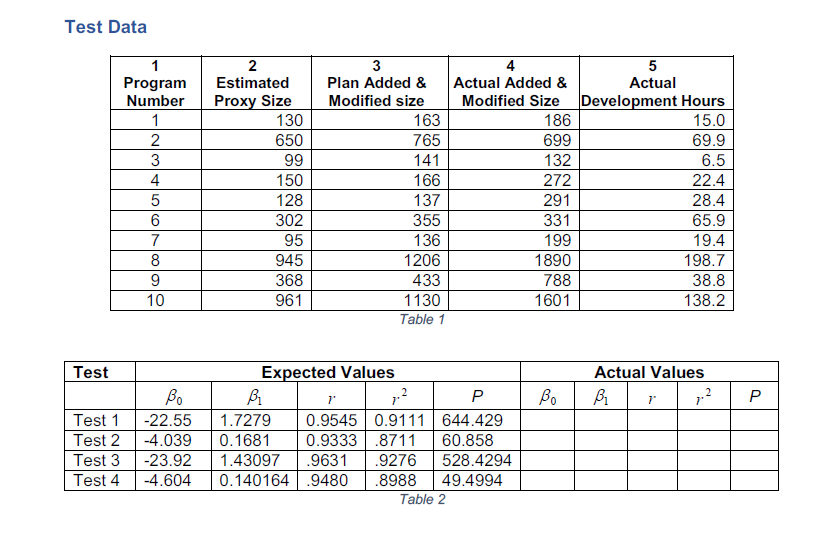 Test Data
1 2 3 4 5
Program Estimated Plan Added & Actual Added & Actual
Number Proxy Size Modified size Modified Size Development Hours
1 130 163 186 15.0
2 650 765 699 69.9
3 99 141 132 6.5
4 150 166 272 22.4
5 128 137 291 28.4
6 302 355 331 65.9
7 95 136 199 19.4
8 945 1206 1890 198.7
9 368 433 788 38.8
10 961 1130 1601 138.2
Table 1
Test Expected Values Actual Values
β₀ β₁ r r² P β₀ β₁ r r² P
Test 1 -22.55 1.7279 0.9545 0.9111 644.429
Test 2 -4.039 0.1681 0.9333 .8711 60.858
Test 3 -23.92 1.43097 .9631 .9276 528.4294
Test 4 -4.604 0.140164 .9480 .8988 49.4994
Table 2